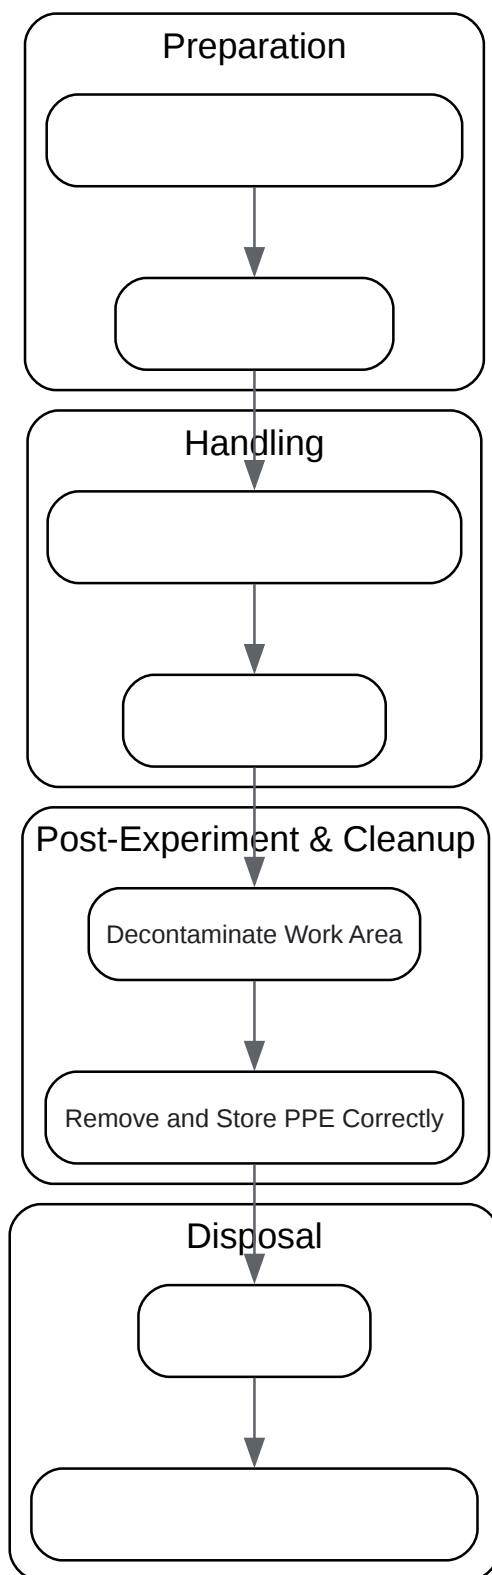 Preparation
Handling
Post-Experiment & Cleanup
Decontaminate Work Area
Remove and Store PPE Correctly
Disposal